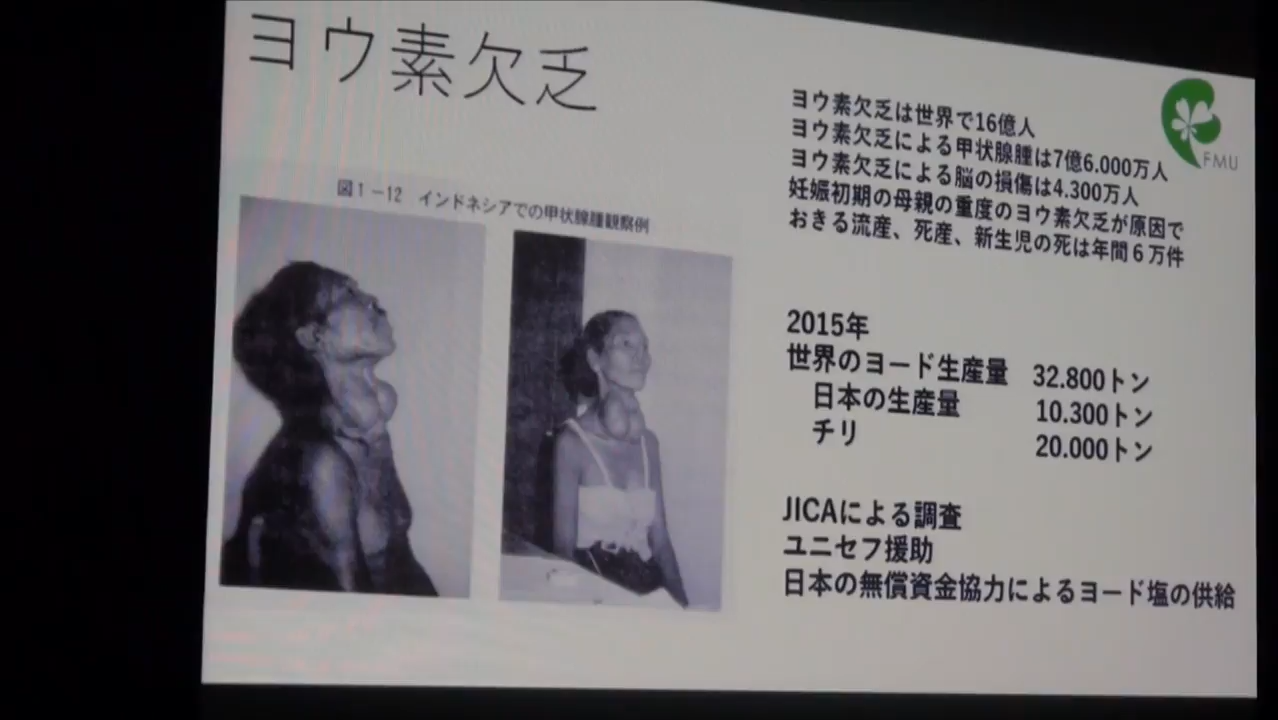 ヨウ素欠乏
図1－12　インドネシアでの甲状腺腫観察例
ヨウ素欠乏は世界で16億人
ヨウ素欠乏による甲状腺腫は7億6.000万人
ヨウ素欠乏による脳の損傷は4.300万人
妊娠初期の母親の重度のヨウ素欠乏が原因で
おきる流産、死産、新生児の死は年間６万件
FMU
2015年
世界のヨード生産量　32.800トン
日本の生産量　10.300トン
チリ　20.000トン
JICAによる調査
ユニセフ援助
日本の無償資金協力によるヨード塩の供給